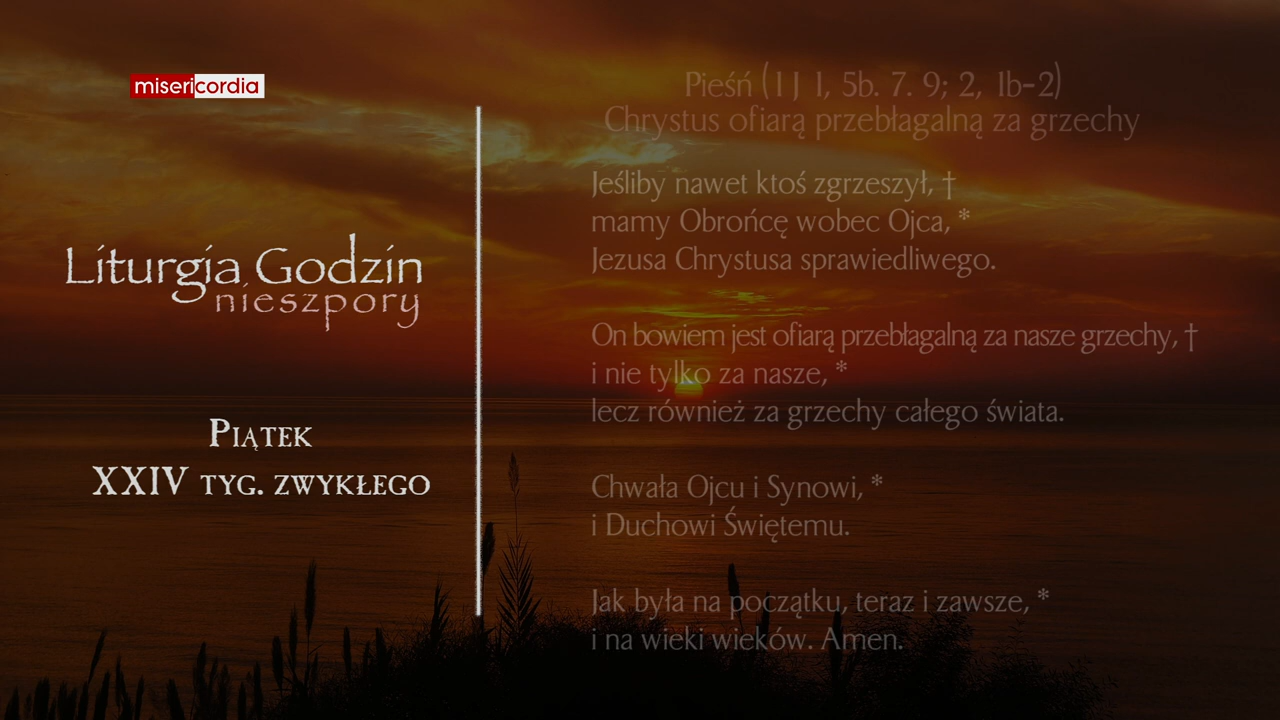 misericordia
Liturgia Godzin
nieszpory
Piątek
XXIV tyg. zwykłego
Pieśń (1 J 1, 5b. 7. 9; 2, 1b-2)
Chrystus ofiarą przebłagalną za grzechy
Jeśliby nawet ktoś zgrzeszył, †
mamy Obrońcę wobec Ojca, *
Jezusa Chrystusa sprawiedliwego.
On bowiem jest ofiarą przebłagalną za nasze grzechy, †
i nie tylko za nasze, *
lecz również za grzechy całego świata.
Chwała Ojcu i Synowi, *
i Duchowi Świętemu.
Jak była na początku, teraz i zawsze, *
i na wieki wieków. Amen.